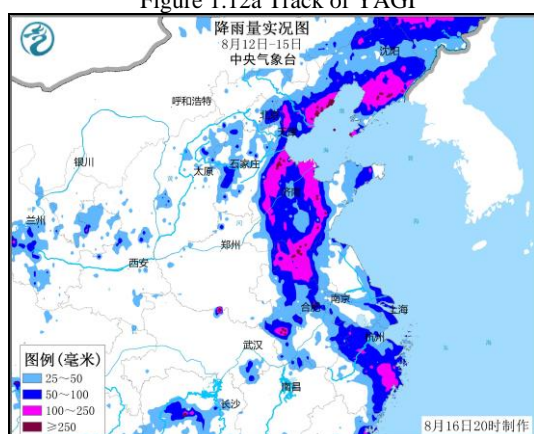 Figure 1.12a Track of YAGI
降雨量实况图
8月12日-15日
中央气象台
沈阳
呼和浩特
北京
天津
银川
石家庄
太原
济南
兰州
郑州
西安
合肥
南京
上海
武汉
杭州
南昌
长沙
图例(毫米)
25～50
50～100
100～250
≥250
8月16日20时制作